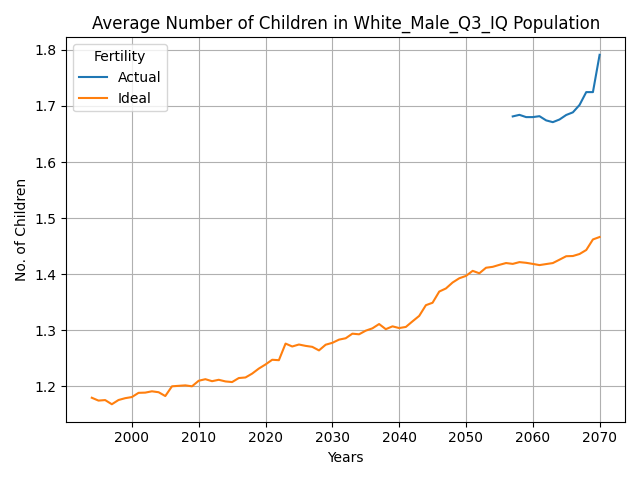 Average Number of Children in White_Male_Q3_IQ Population
Fertility
Actual
Ideal
No. of Children
1.8
1.7
1.6
1.5
1.4
1.3
1.2
2000 2010 2020 2030 2040 2050 2060 2070
Years